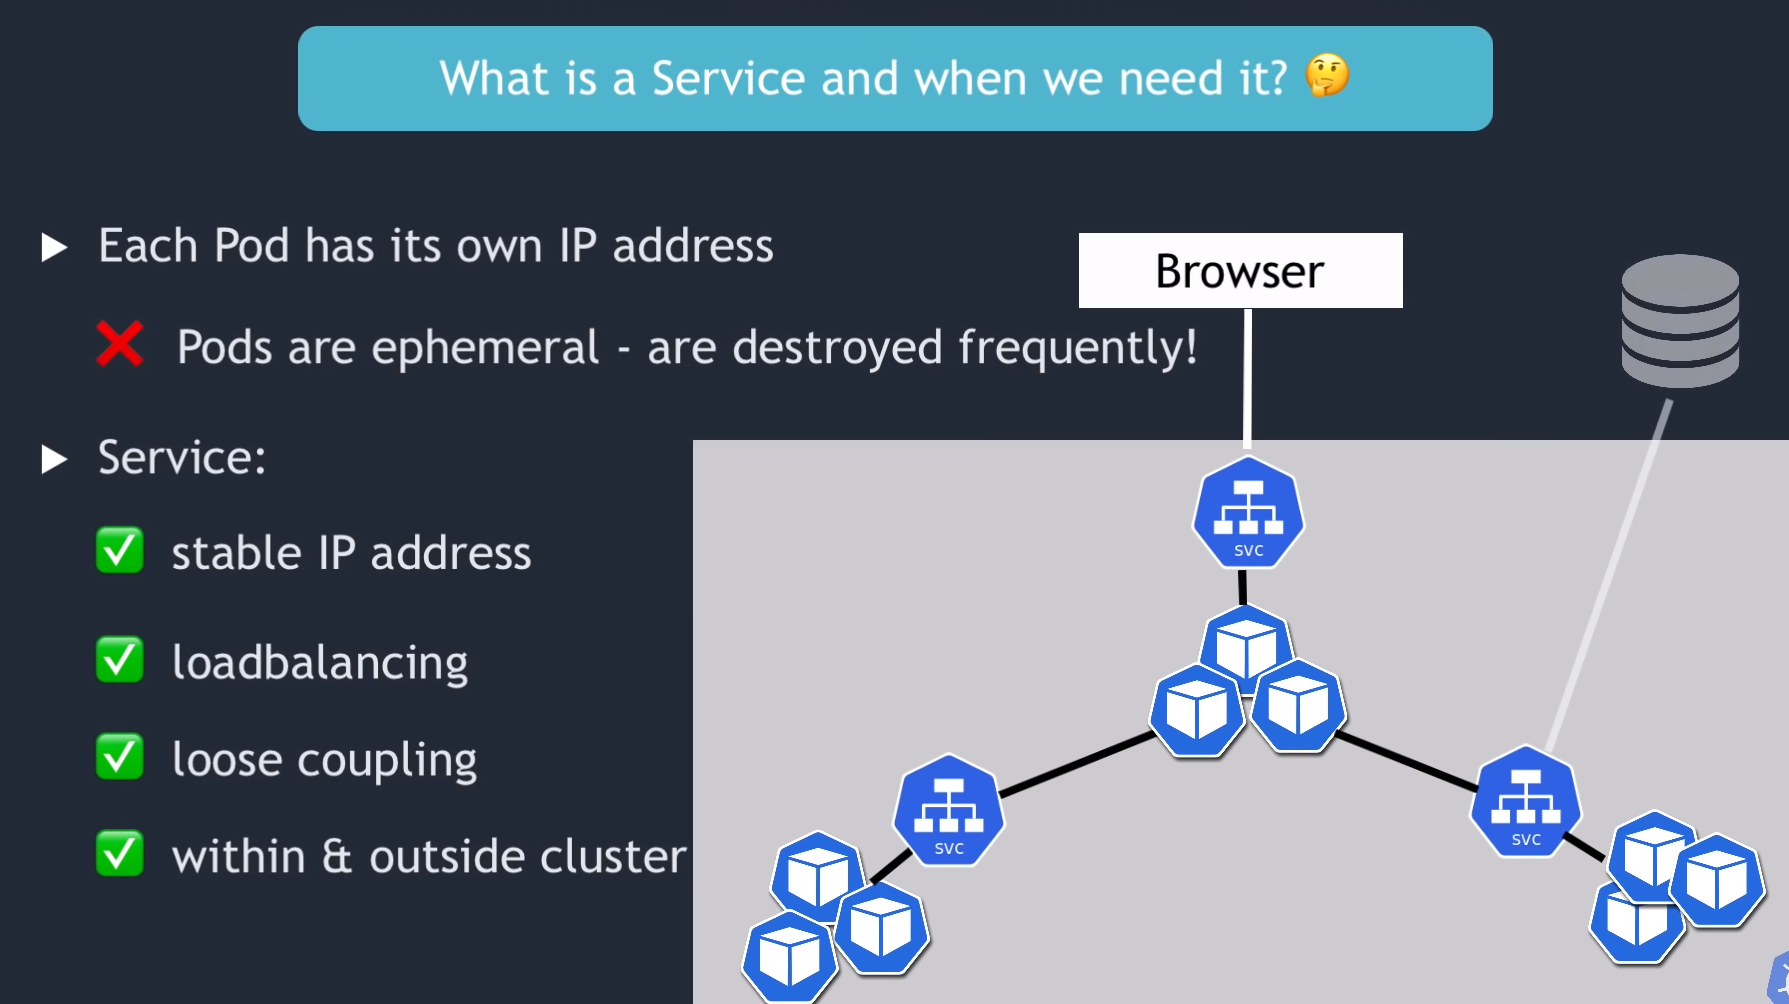 What is a Service and when we need it? 🤔
Each Pod has its own IP address
Browser
Pods are ephemeral - are destroyed frequently!
Service:
stable IP address
loadbalancing
loose coupling
within & outside cluster
svc
svc
svc